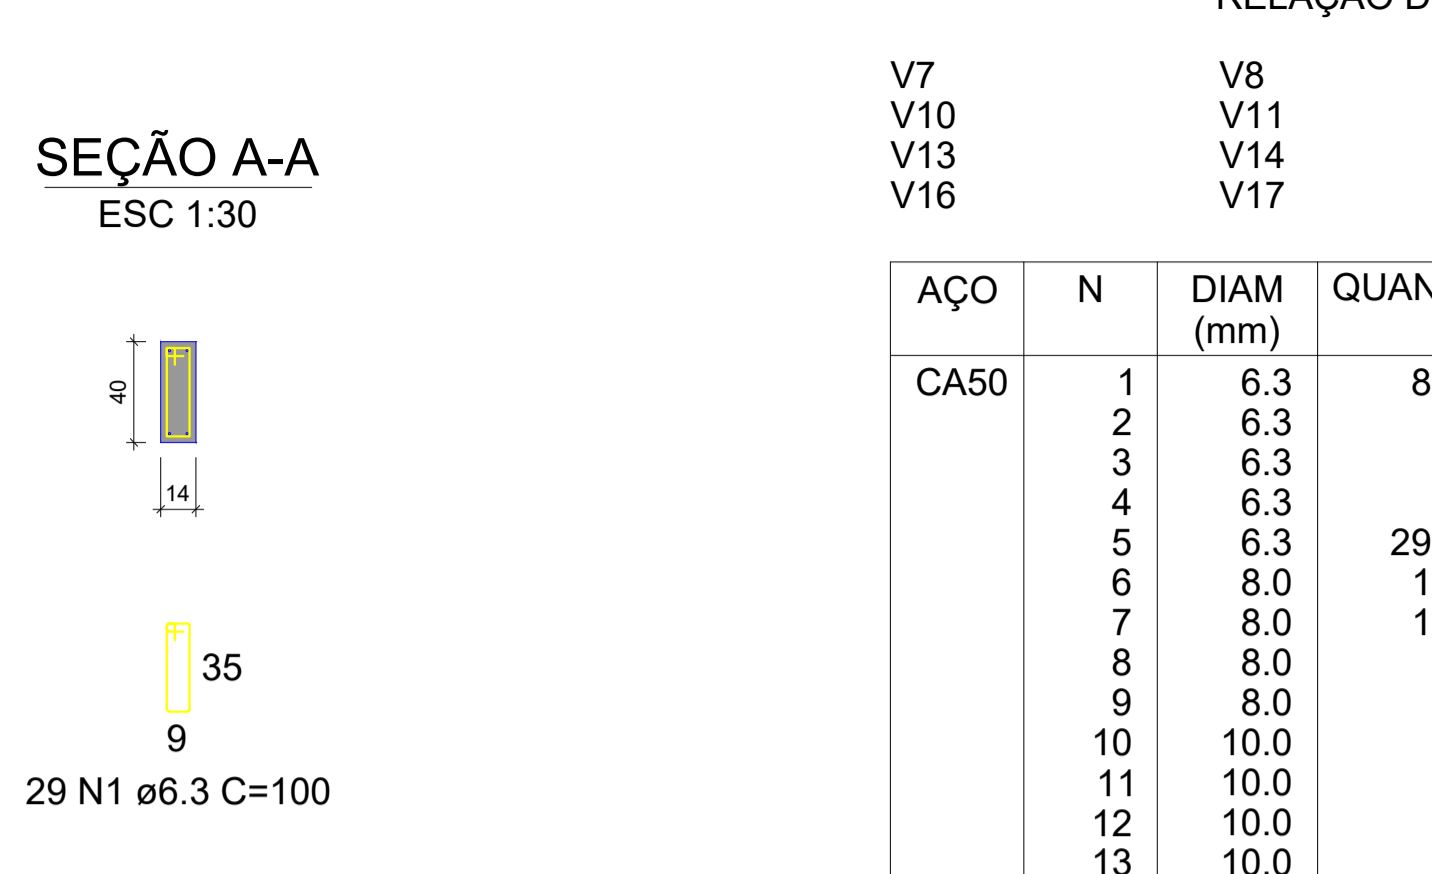 SEÇÃO A-A
ESC 1:30
40
14
35
9
29 N1 ø6.3 C=100
V7 V8
V10 V11
V13 V14
V16 V17
AÇO N DIAM
(mm)
CA50 1 6.3 8
2 6.3
3 6.3
4 6.3
5 6.3 29
6 8.0 1
7 8.0 1
8 8.0
9 8.0
10 10.0
11 10.0
12 10.0
13 10.0